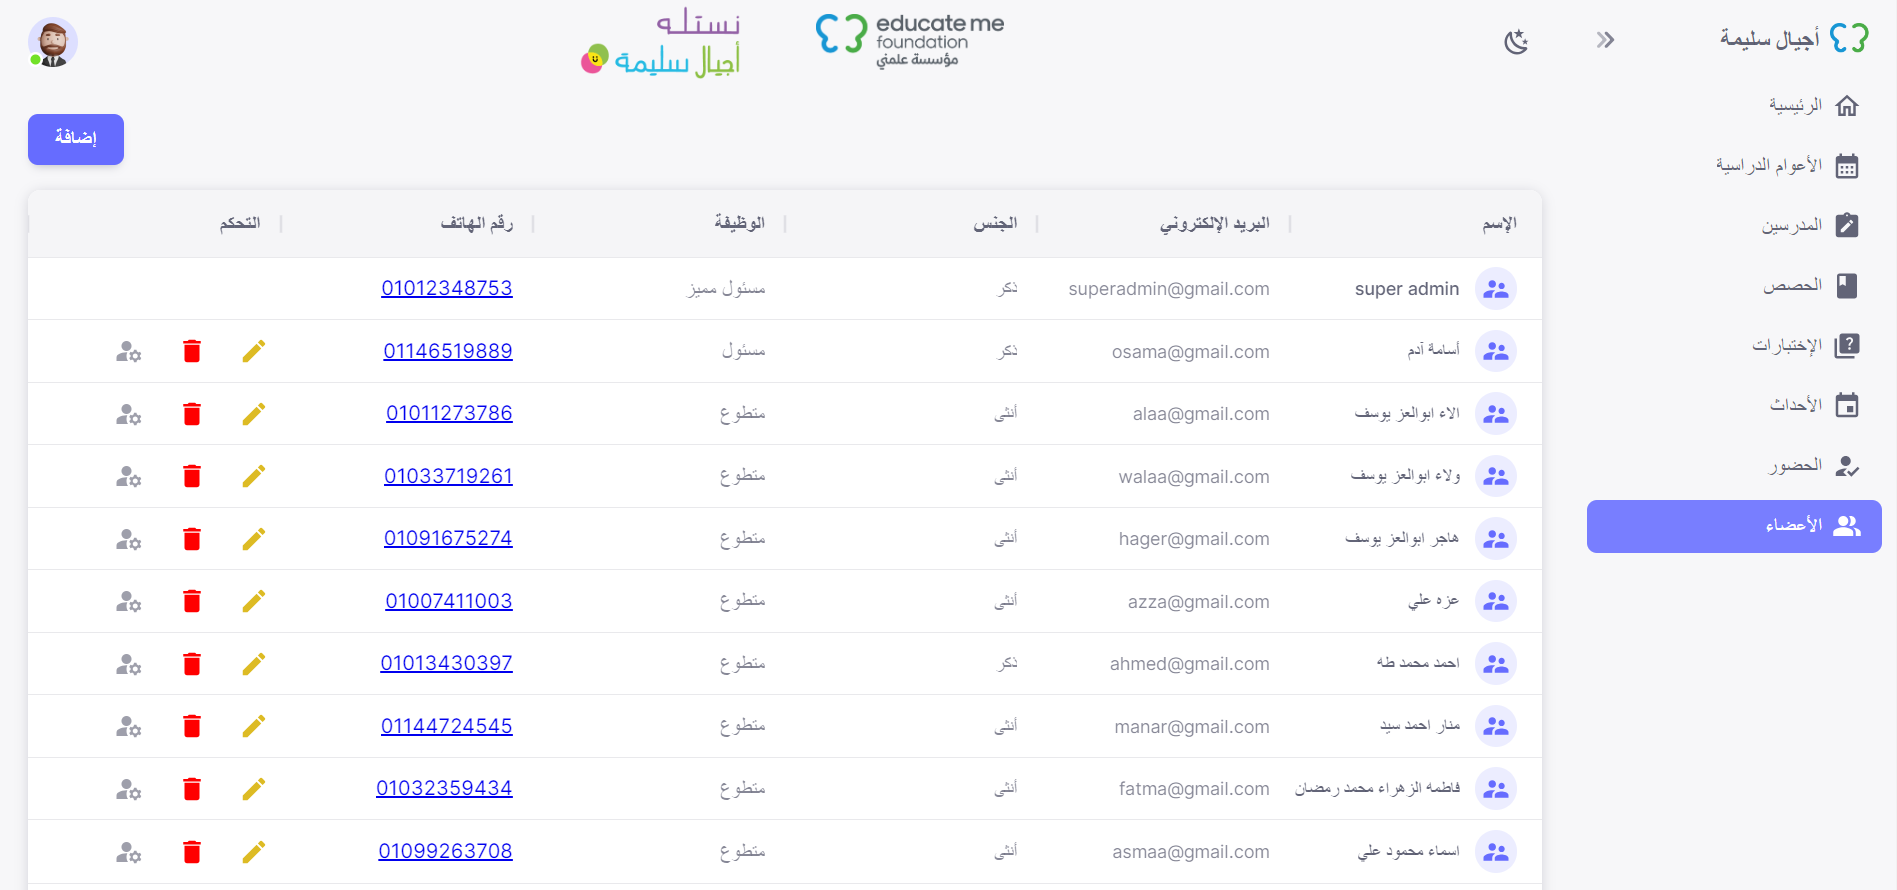 أجيال سليمة
educate me
foundation
مؤسسة علمني
نستله
أجيال سليمة
الرئيسية
الأعوام الدراسية
المدرسين
الحصص
الإختبارات
الأحداث
الحضور
الأعضاء
إضافة
الإسم البريد الإلكتروني الجنس الوظيفة رقم الهاتف التحكم
super admin superadmin@gmail.com ذكر مسئول مميز 01012348753
أسامة آدم osama@gmail.com ذكر مسئول 01146519889
الاء ابوالعز يوسف alaa@gmail.com أنثى متطوع 01011273786
ولاء ابوالعز يوسف walaa@gmail.com أنثى متطوع 01033719261
هاجر ابوالعز يوسف hager@gmail.com أنثى متطوع 01091675274
عزه علي azza@gmail.com أنثى متطوع 01007411003
احمد محمد طه ahmed@gmail.com ذكر متطوع 01013430397
منار احمد سيد manar@gmail.com أنثى متطوع 01144724545
فاطمه الزهراء محمد رمضان fatma@gmail.com أنثى متطوع 01032359434
اسماء محمود علي asmaa@gmail.com أنثى متطوع 01099263708